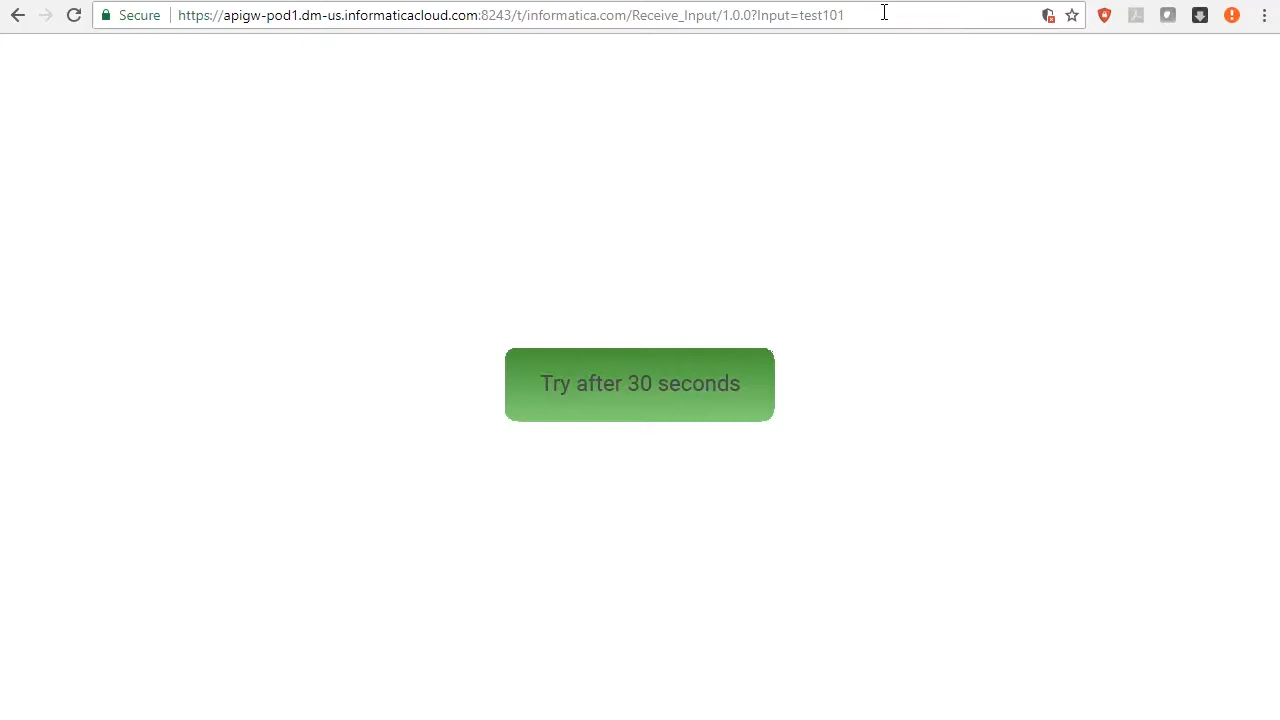 Secure
https://apigw-pod1.dm-us.informaticacloud.com:8243/t/informatica.com/Receive_Input/1.0.0?Input=test101
Try after 30 seconds